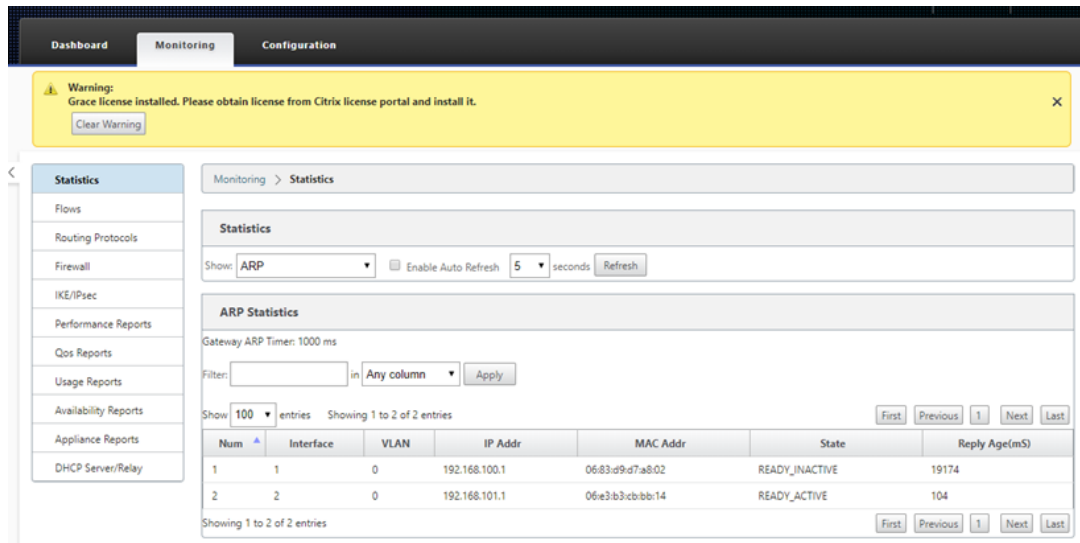 Dashboard Monitoring Configuration
Warning:
Grace license installed. Please obtain license from Citrix license portal and install it.
Clear Warning
Statistics
Flows
Routing Protocols
Firewall
IKE/IPsec
Performance Reports
Qos Reports
Usage Reports
Availability Reports
Appliance Reports
DHCP Server/Relay
Monitoring > Statistics
Statistics
Show: ARP Enable Auto Refresh 5 seconds Refresh
ARP Statistics
Gateway ARP Timer: 1000 ms
Filter: in Any column Apply
Show 100 entries Showing 1 to 2 of 2 entries First Previous 1 Next Last
Num Interface VLAN IP Addr MAC Addr State Reply Age(mS)
1 1 0 192.168.100.1 06:83:d9:d7:a8:02 READY_INACTIVE 19174
2 2 0 192.168.101.1 06:e3:b3:cb:bb:14 READY_ACTIVE 104
Showing 1 to 2 of 2 entries First Previous 1 Next Last